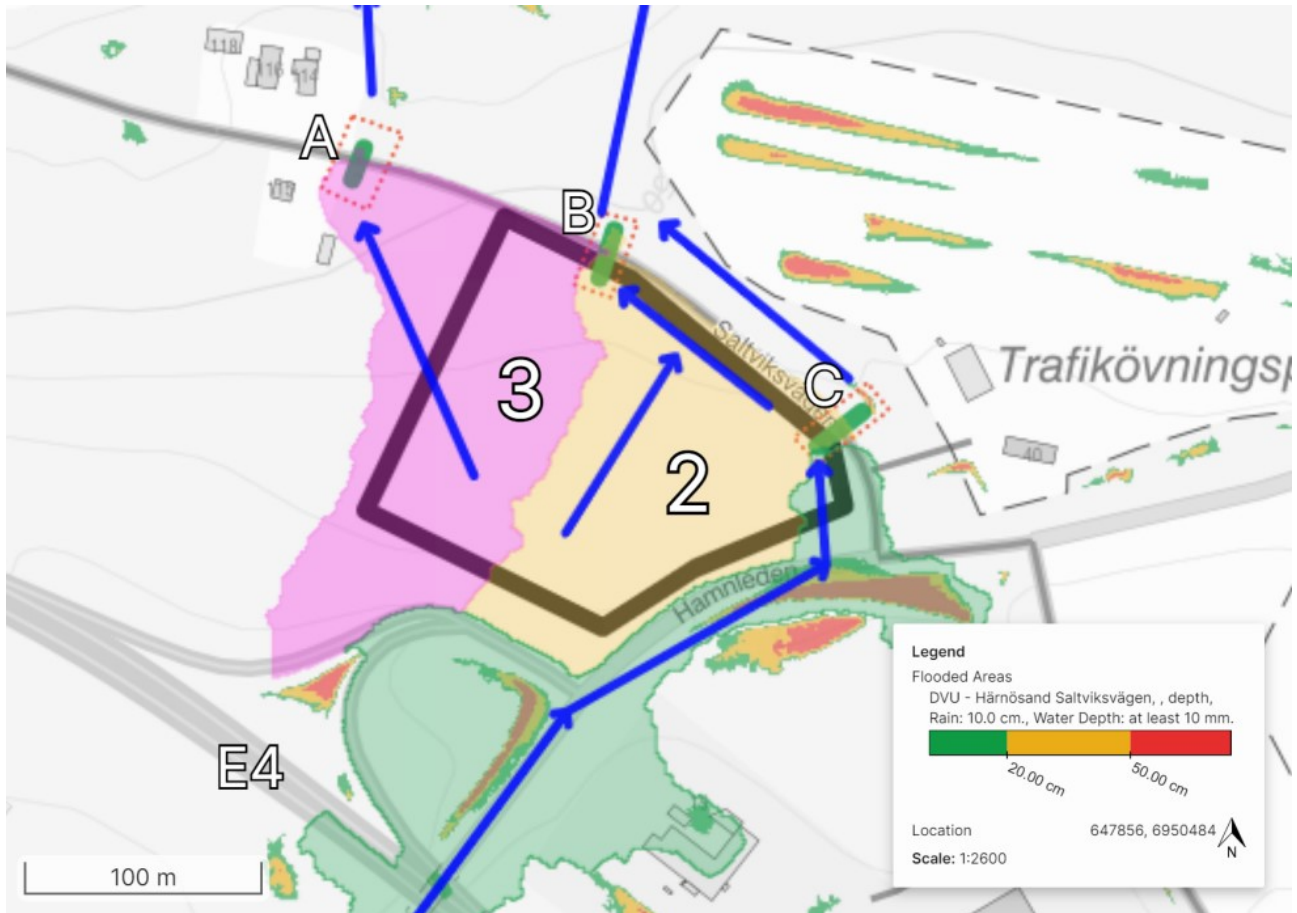 118
116
114
A
B
50
119
Saltviksvägen
Trafikövningsp
3
C
2
40
Hamnleden
E4
Legend
Flooded Areas
DVU - Härnösand Saltviksvägen, , depth,
Rain: 10.0 cm., Water Depth: at least 10 mm.
20.00 cm
50.00 cm
Location 647856, 6950484
N
Scale: 1:2600
100 m